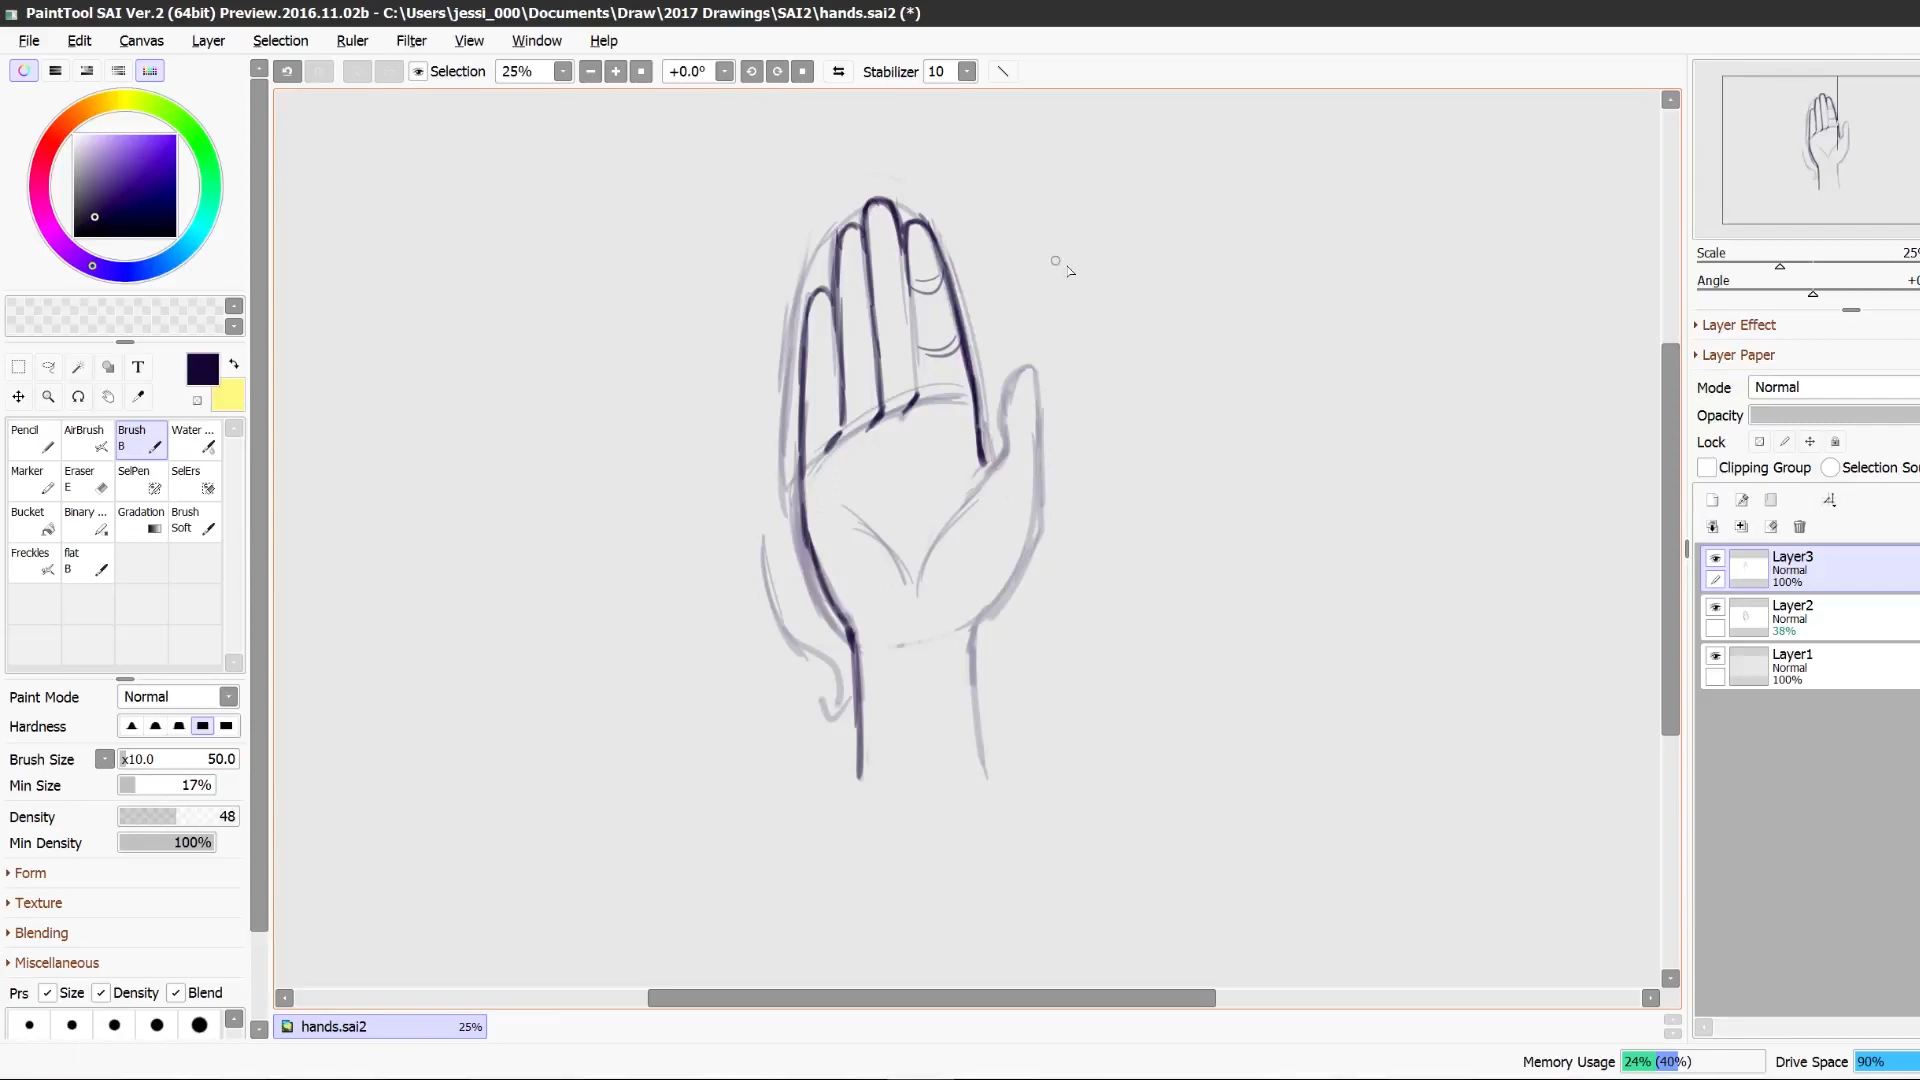 PaintTool SAI Ver.2 (64bit) Preview.2016.11.02b - C:\Users\jessi_000\Documents\Draw\2017 Drawings\SAI2\hands.sai2 (*)
File Edit Canvas Layer Selection Ruler Filter View Window Help
Selection 25% +0.0° Stabilizer 10
Scale 25%
Angle +0
Layer Effect
Layer Paper
T
Mode Normal
Opacity
Pencil AirBrush Brush Water ...
B
Lock
Clipping Group Selection Sou
Marker Eraser SelPen SelErs
E
Bucket Binary ... Gradation Brush
Soft
Freckles flat
B
Layer3
Normal
100%
Layer2
38%
Layer1
Normal
100%
Paint Mode Normal
Hardness
Brush Size x10.0 50.0
Min Size 17%
Density 48
Min Density 100%
Form
Texture
Blending
Miscellaneous
Prs Size Density Blend
hands.sai2 25%
Memory Usage 24% (40%) Drive Space 90%